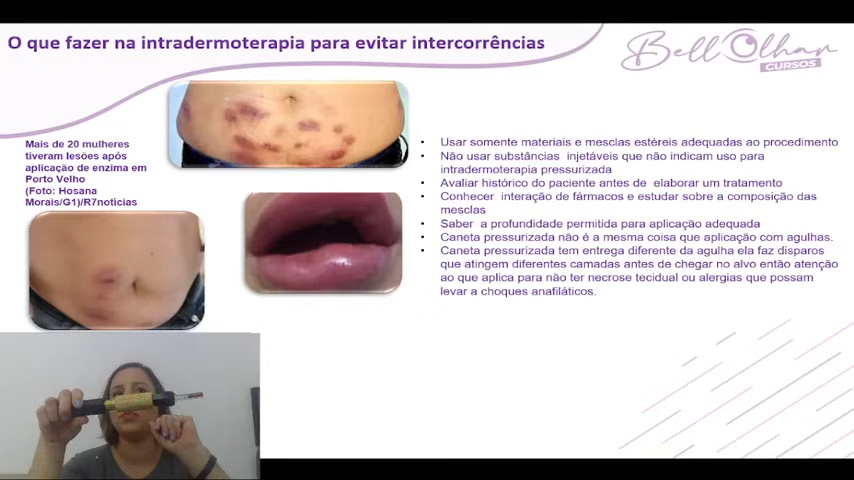 O que fazer na intradermoterapia para evitar intercorrências
Bell Olhar
CURSOS
Mais de 20 mulheres
tiveram lesões após
aplicação de enzima em
Porto Velho
(Foto: Hosana
Morais/G1)/R7notícias
• Usar somente materiais e mesclas estéreis adequadas ao procedimento
• Não usar substâncias injetáveis que não indicam uso para
intradermoterapia pressurizada
• Avaliar histórico do paciente antes de elaborar um tratamento
• Conhecer interação de fármacos e estudar sobre a composição das
mesclas
• Saber a profundidade permitida para aplicação adequada
• Caneta pressurizada não é a mesma coisa que aplicação com agulhas.
• Caneta pressurizada tem entrega diferente da agulha ela faz disparos
que atingem diferentes camadas antes de chegar no alvo então atenção
ao que aplica para não ter necrose tecidual ou alergias que possam
levar a choques anafiláticos.